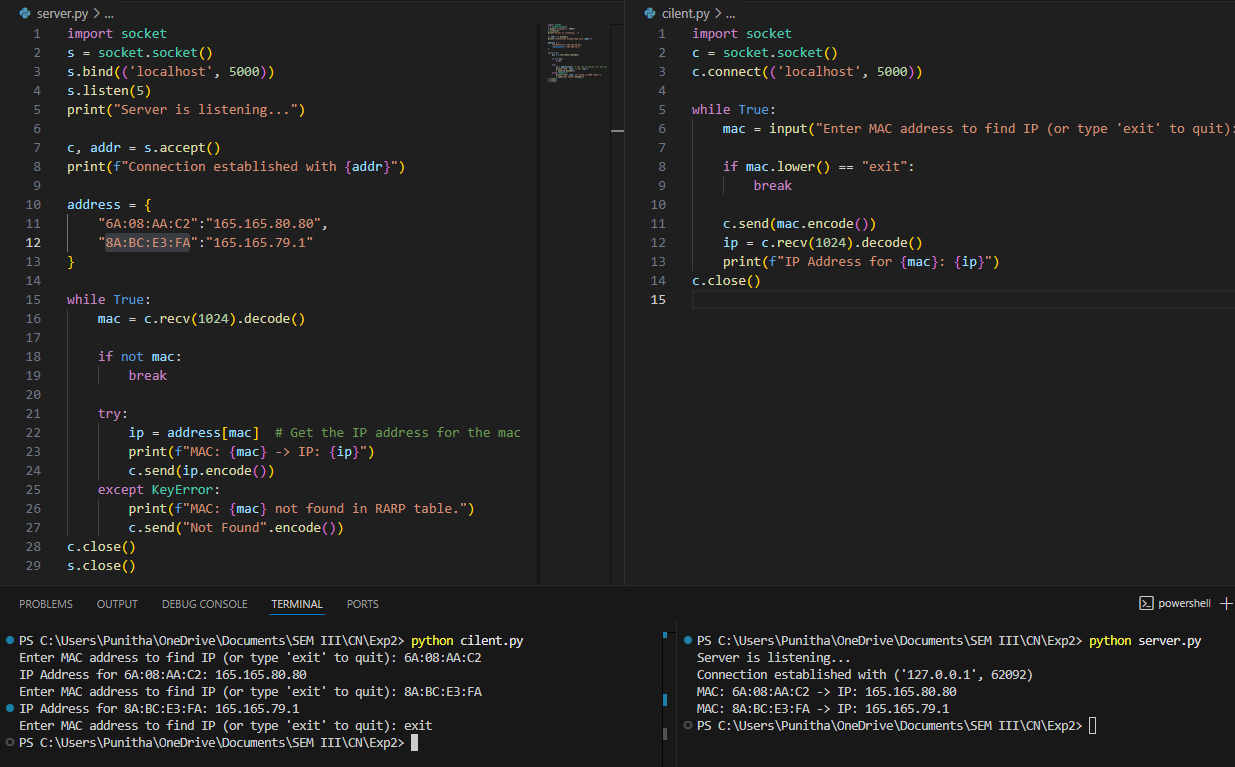 server.py > ...
1 import socket
2 s = socket.socket()
3 s.bind(('localhost', 5000))
4 s.listen(5)
5 print("Server is listening...")
6
7 c, addr = s.accept()
8 print(f"Connection established with {addr}")
9
10 address = {
11 "6A:08:AA:C2":"165.165.80.80",
12 "8A:BC:E3:FA":"165.165.79.1"
13 }
14
15 while True:
16 mac = c.recv(1024).decode()
17
18 if not mac:
19 break
20
21 try:
22 ip = address[mac]  # Get the IP address for the mac
23 print(f"MAC: {mac} -> IP: {ip}")
24 c.send(ip.encode())
25 except KeyError:
26 print(f"MAC: {mac} not found in RARP table.")
27 c.send("Not Found".encode())
28 c.close()
29 s.close()
cilent.py > ...
1 import socket
2 c = socket.socket()
3 c.connect(('localhost', 5000))
4
5 while True:
6 mac = input("Enter MAC address to find IP (or type 'exit' to quit):
7
8 if mac.lower() == "exit":
9 break
10
11 c.send(mac.encode())
12 ip = c.recv(1024).decode()
13 print(f"IP Address for {mac}: {ip}")
14 c.close()
15
PROBLEMS OUTPUT DEBUG CONSOLE TERMINAL PORTS
powershell
PS C:\Users\Punitha\OneDrive\Documents\SEM III\CN\Exp2> python cilent.py
Enter MAC address to find IP (or type 'exit' to quit): 6A:08:AA:C2
IP Address for 6A:08:AA:C2: 165.165.80.80
Enter MAC address to find IP (or type 'exit' to quit): 8A:BC:E3:FA
IP Address for 8A:BC:E3:FA: 165.165.79.1
Enter MAC address to find IP (or type 'exit' to quit): exit
PS C:\Users\Punitha\OneDrive\Documents\SEM III\CN\Exp2>
PS C:\Users\Punitha\OneDrive\Documents\SEM III\CN\Exp2> python server.py
Server is listening...
Connection established with ('127.0.0.1', 62092)
MAC: 6A:08:AA:C2 -> IP: 165.165.80.80
MAC: 8A:BC:E3:FA -> IP: 165.165.79.1
PS C:\Users\Punitha\OneDrive\Documents\SEM III\CN\Exp2>